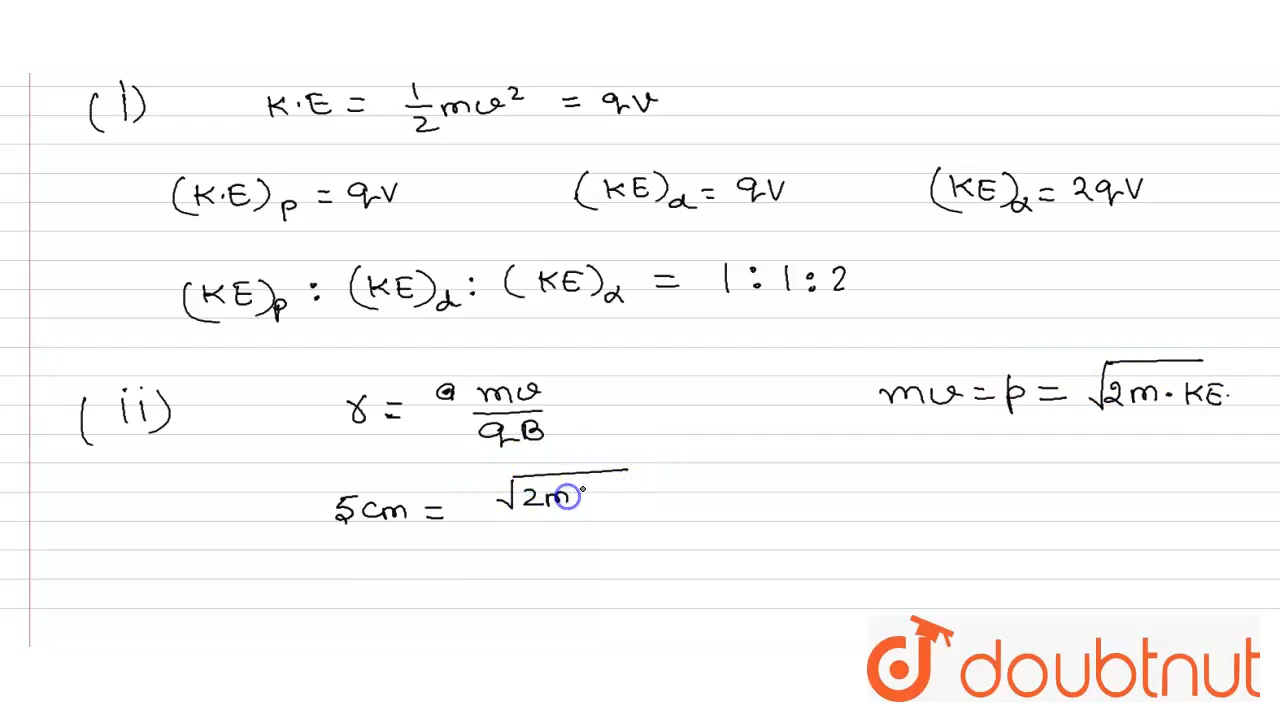 (i) K.E = 1/2 mv² = qV
(K.E)p = qV (KE)d = qV (KE)α = 2qV
(KE)p : (KE)d : (KE)α = 1 : 1 : 2
(ii) r = mv/qB mv = p = √2m·KE.
5cm = √2m
doubtnut